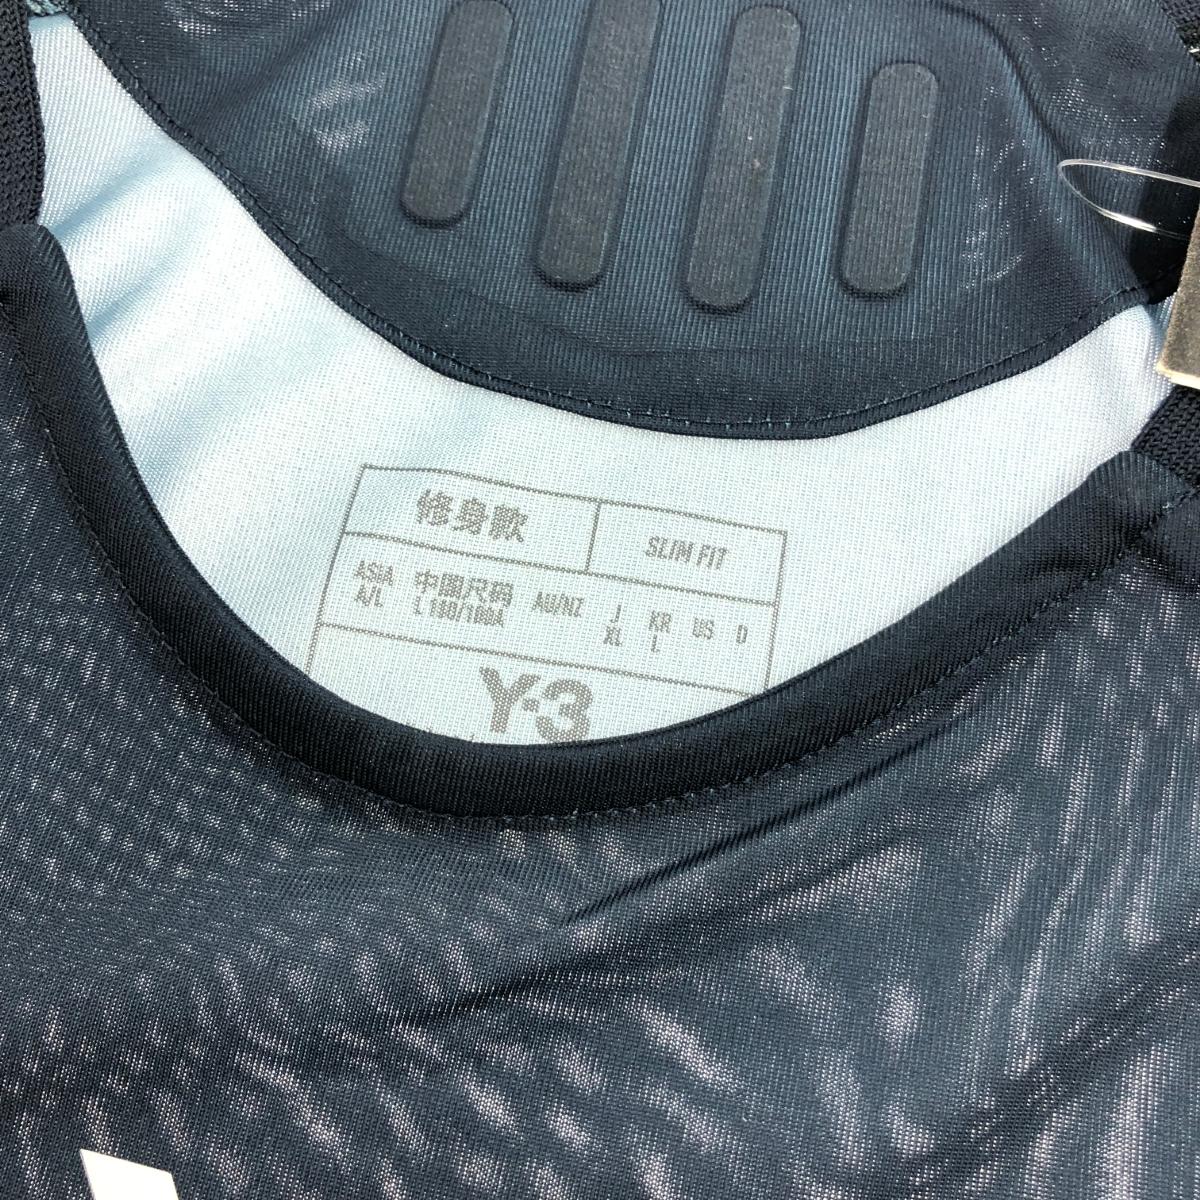 修身款 SLIM FIT
ASIA 中国尺码 AU/NZ J KR US D
A/L L 180/100A XL L
Y-3